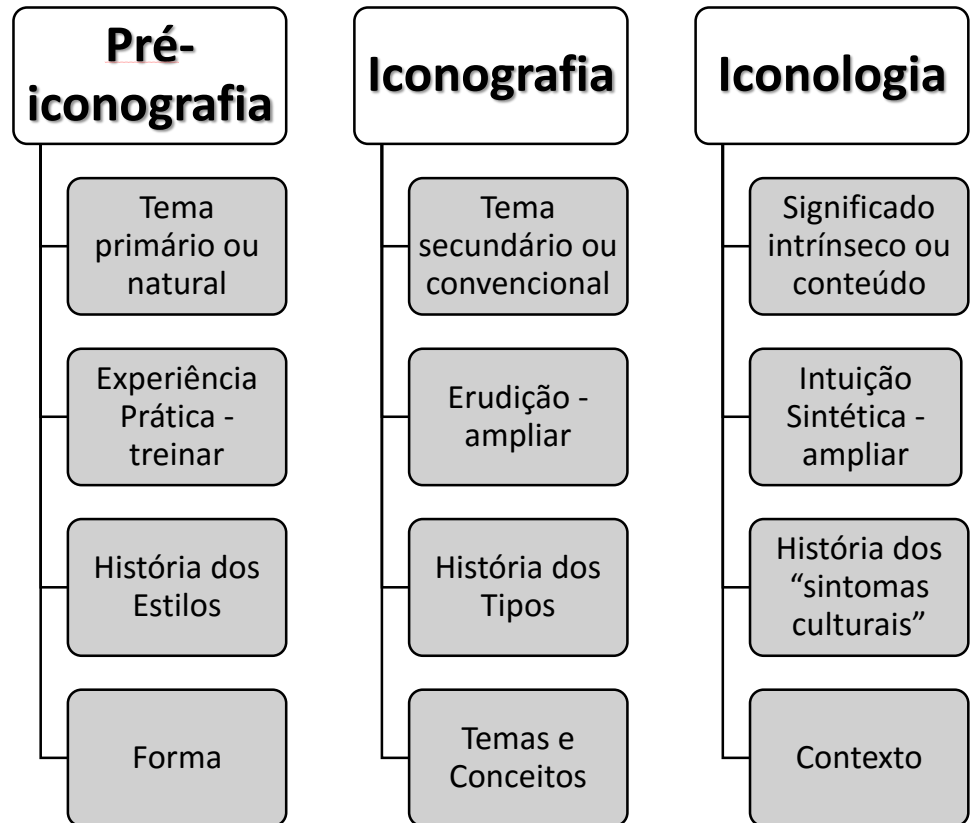 Pré-
iconografia
Tema
primário ou
natural
Experiência
Prática -
treinar
História dos
Estilos
Forma
Iconografia
Tema
secundário ou
convencional
Erudição -
ampliar
História dos
Tipos
Temas e
Conceitos
Iconologia
Significado
intrínseco ou
conteúdo
Intuição
Sintética -
ampliar
História dos
“sintomas
culturais”
Contexto